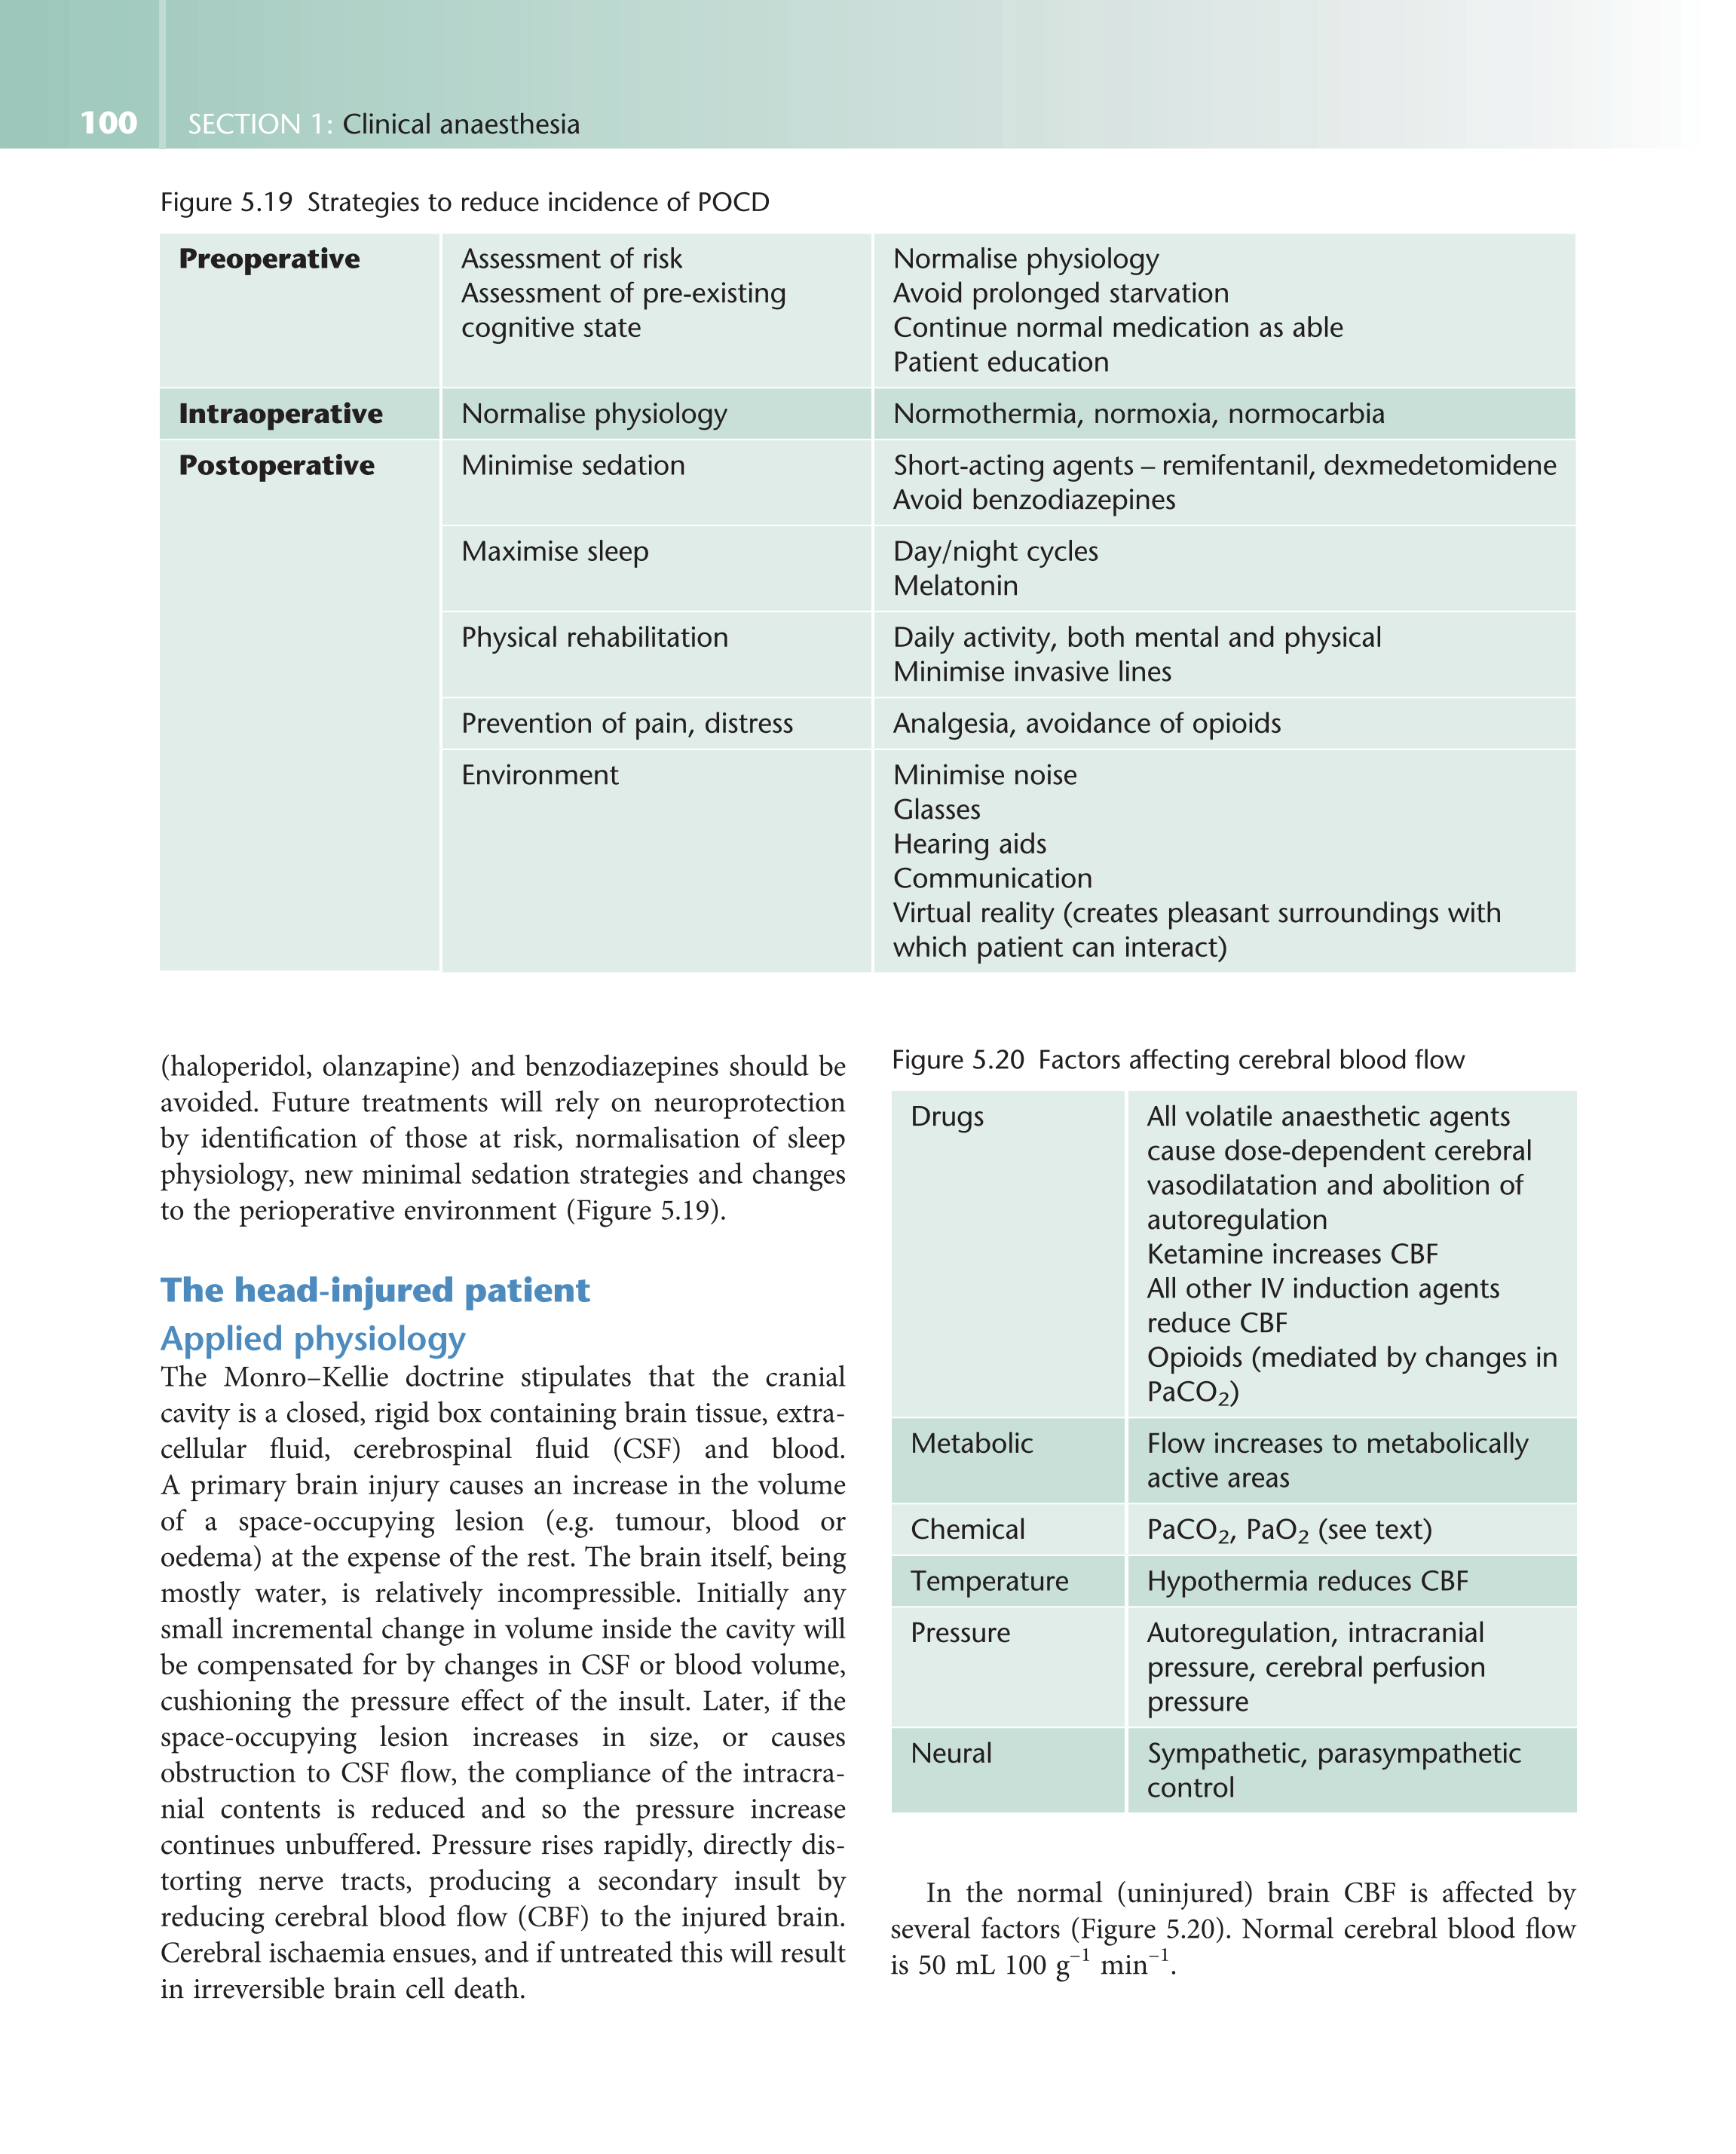 100 SECTION 1: Clinical anaesthesia
Figure 5.19 Strategies to reduce incidence of POCD
Preoperative
Assessment of risk
Assessment of pre-existing
cognitive state
Normalise physiology
Avoid prolonged starvation
Continue normal medication as able
Patient education
Intraoperative
Normalise physiology
Normothermia, normoxia, normocarbia
Postoperative
Minimise sedation
Short-acting agents – remifentanil, dexmedetomidene
Avoid benzodiazepines
Maximise sleep
Day/night cycles
Melatonin
Physical rehabilitation
Daily activity, both mental and physical
Minimise invasive lines
Prevention of pain, distress
Analgesia, avoidance of opioids
Environment
Minimise noise
Glasses
Hearing aids
Communication
Virtual reality (creates pleasant surroundings with
which patient can interact)
(haloperidol, olanzapine) and benzodiazepines should be
avoided. Future treatments will rely on neuroprotection
by identification of those at risk, normalisation of sleep
physiology, new minimal sedation strategies and changes
to the perioperative environment (Figure 5.19).
The head-injured patient
Applied physiology
The Monro–Kellie doctrine stipulates that the cranial
cavity is a closed, rigid box containing brain tissue, extra-
cellular fluid, cerebrospinal fluid (CSF) and blood.
A primary brain injury causes an increase in the volume
of a space-occupying lesion (e.g. tumour, blood or
oedema) at the expense of the rest. The brain itself, being
mostly water, is relatively incompressible. Initially any
small incremental change in volume inside the cavity will
be compensated for by changes in CSF or blood volume,
cushioning the pressure effect of the insult. Later, if the
space-occupying lesion increases in size, or causes
obstruction to CSF flow, the compliance of the intracra-
nial contents is reduced and so the pressure increase
continues unbuffered. Pressure rises rapidly, directly dis-
torting nerve tracts, producing a secondary insult by
reducing cerebral blood flow (CBF) to the injured brain.
Cerebral ischaemia ensues, and if untreated this will result
in irreversible brain cell death.
Figure 5.20 Factors affecting cerebral blood flow
Drugs
All volatile anaesthetic agents
cause dose-dependent cerebral
vasodilatation and abolition of
autoregulation
Ketamine increases CBF
All other IV induction agents
reduce CBF
Opioids (mediated by changes in
PaCO₂)
Metabolic
Flow increases to metabolically
active areas
Chemical
PaCO₂, PaO₂ (see text)
Temperature
Hypothermia reduces CBF
Pressure
Autoregulation, intracranial
pressure, cerebral perfusion
pressure
Neural
Sympathetic, parasympathetic
control
In the normal (uninjured) brain CBF is affected by
several factors (Figure 5.20). Normal cerebral blood flow
is 50 mL 100 g⁻¹ min⁻¹.